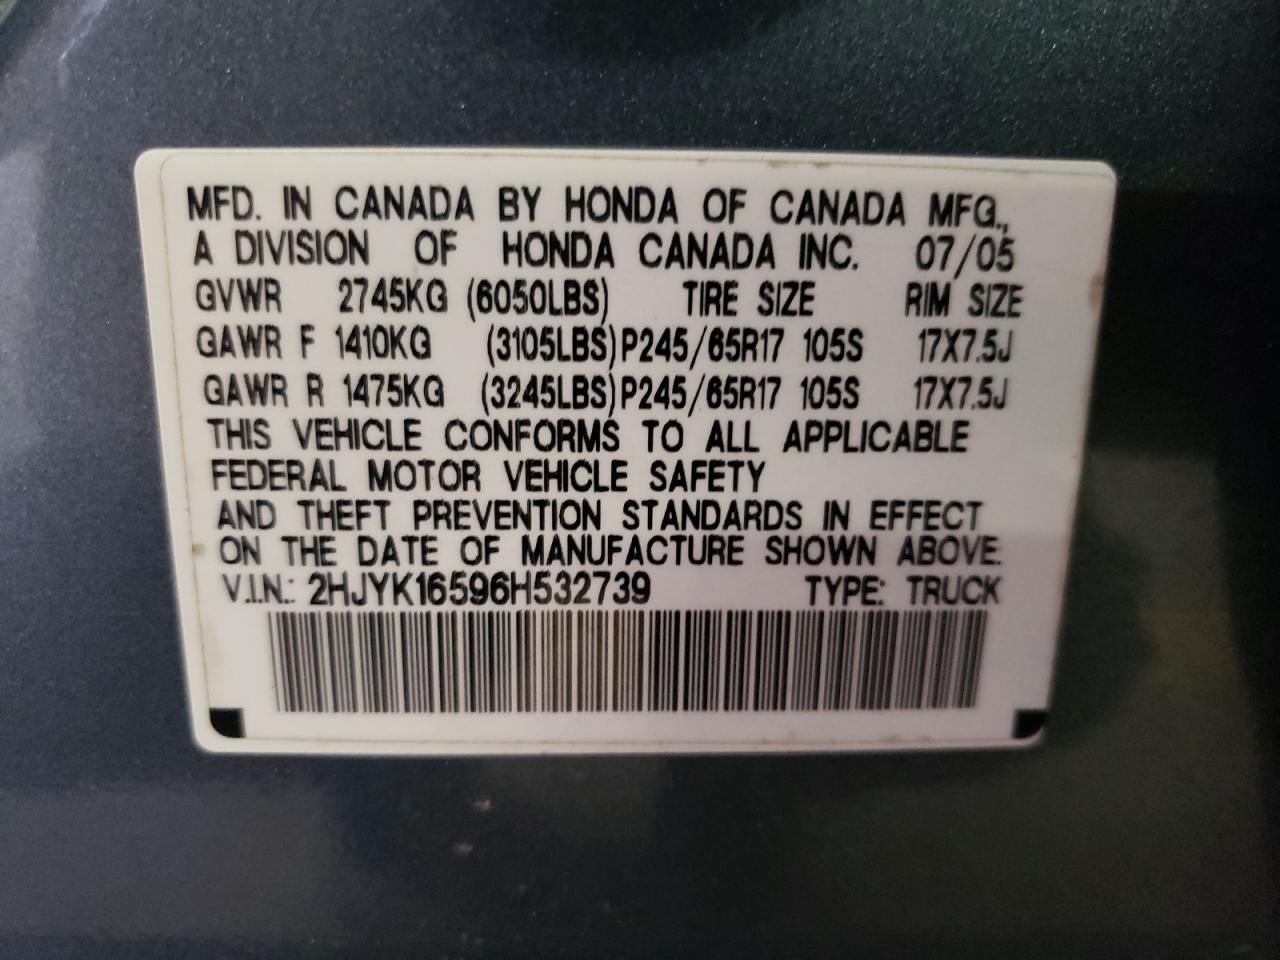 MFD. IN CANADA BY HONDA OF CANADA MFG.,
A DIVISION OF HONDA CANADA INC. 07/05
GVWR 2745KG (6050LBS) TIRE SIZE RIM SIZE
GAWR F 1410KG (3105LBS) P245/65R17 105S 17X7.5J
GAWR R 1475KG (3245LBS) P245/65R17 105S 17X7.5J
THIS VEHICLE CONFORMS TO ALL APPLICABLE
FEDERAL MOTOR VEHICLE SAFETY
AND THEFT PREVENTION STANDARDS IN EFFECT
ON THE DATE OF MANUFACTURE SHOWN ABOVE.
V.I.N.: 2HJYK16596H532739 TYPE: TRUCK